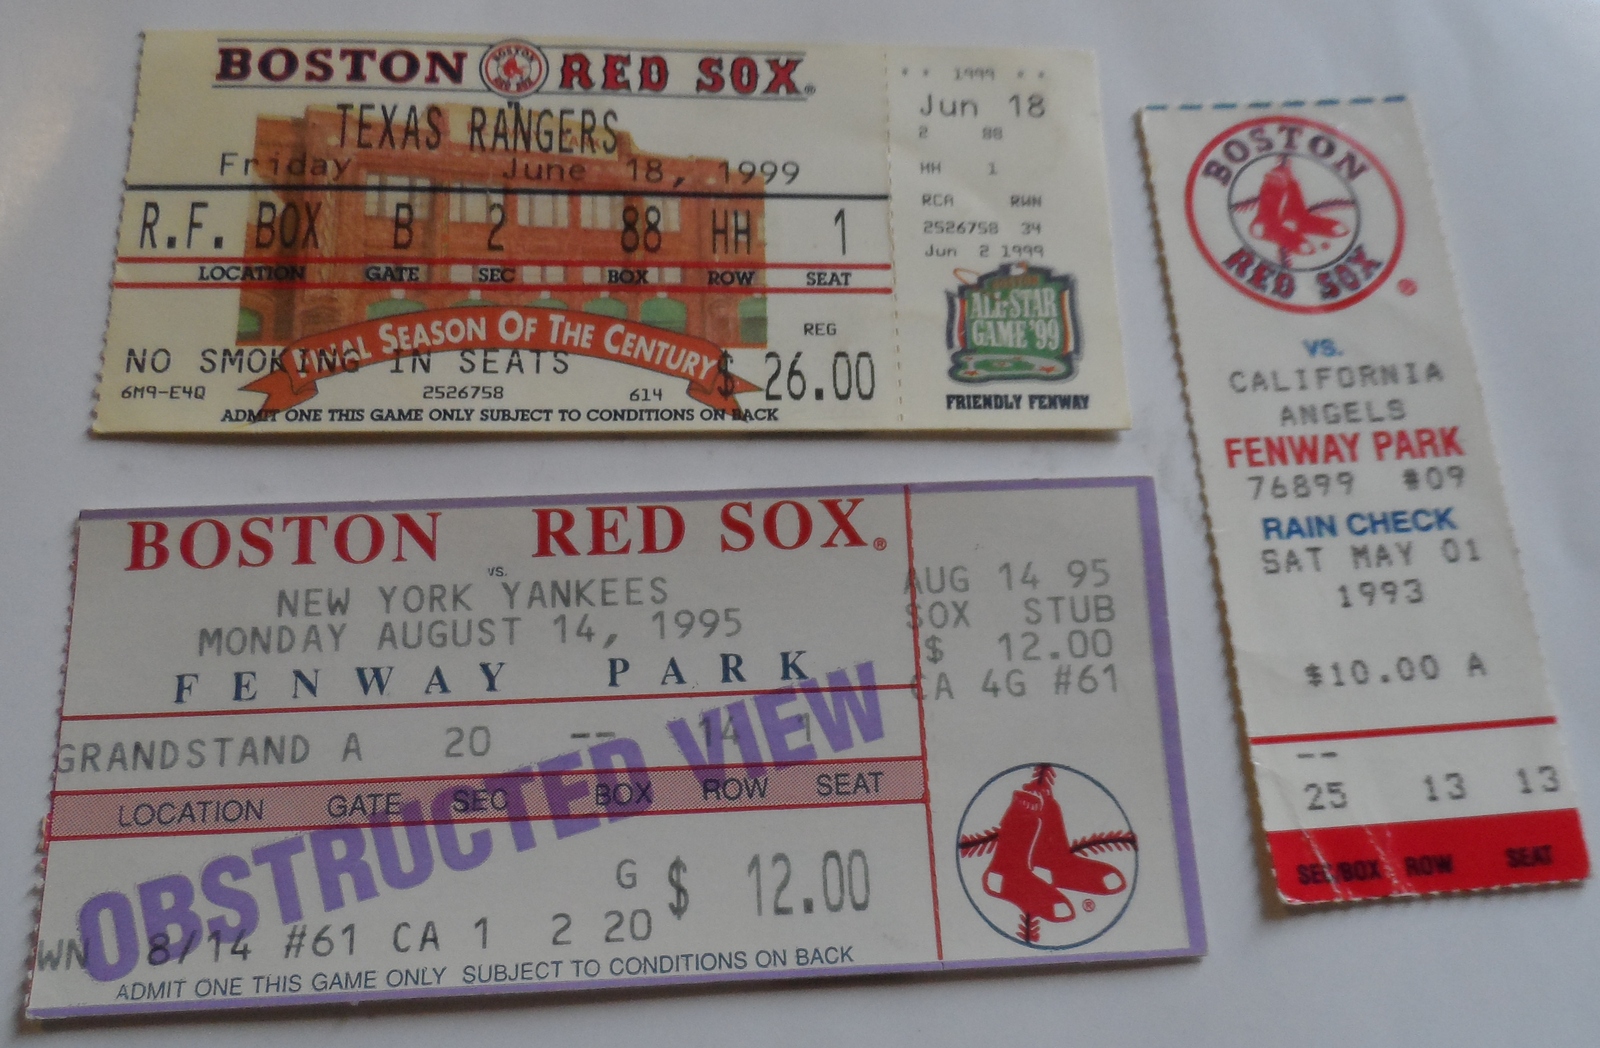 BOSTON RED SOX
TEXAS RANGERS
Friday June 18, 1999
R.F. BOX B 2 88 HH 1
LOCATION GATE SEC BOX ROW SEAT
FINAL SEASON OF THE CENTURY
REG
NO SMOKING IN SEATS $ 26.00
6M9-E4Q 2526758 614
ADMIT ONE THIS GAME ONLY SUBJECT TO CONDITIONS ON BACK
* * 1999 * *
Jun 18
2 88
HH 1
RCA RWN
2526758 34
Jun 2 1999
ALL-STAR
GAME '99
FRIENDLY FENWAY
BOSTON
RED SOX ®
VS.
CALIFORNIA
ANGELS
FENWAY PARK
76899 #09
RAIN CHECK
SAT MAY 01
1993
$10.00 A
--
25 13 13
SEC/BOX ROW SEAT
BOSTON RED SOX®
VS.
NEW YORK YANKEES
MONDAY AUGUST 14, 1995
FENWAY PARK
GRANDSTAND A 20 -- 14 1
LOCATION GATE SEC BOX ROW SEAT
OBSTRUCTED VIEW
G $ 12.00
WN 8/14 #61 CA 1 2 20
ADMIT ONE THIS GAME ONLY SUBJECT TO CONDITIONS ON BACK
AUG 14 95
SOX STUB
$ 12.00
CA 4G #61
®